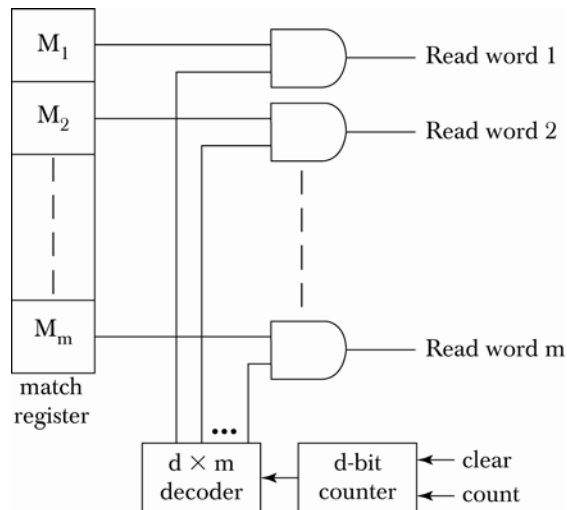 M1
Read word 1
M2
Read word 2
Mm
Read word m
match
register
...
d × m
decoder
d-bit
counter
clear
count